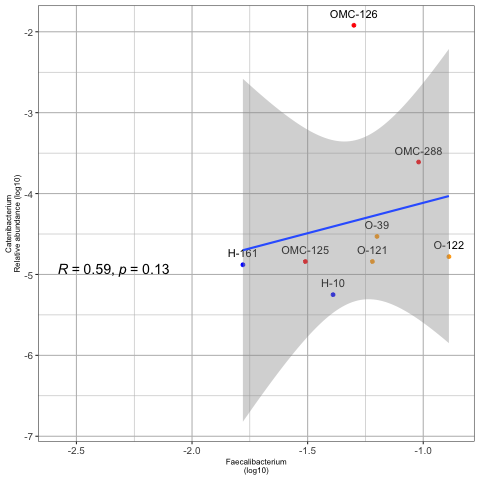 OMC-126
-2
-3
OMC-288
-4
O-39
H-161
OMC-125
O-121
O-122
R = 0.59, p = 0.13
-5
H-10
-6
-7
Catenibacterium
Relative abundance (log10)
-2.5
-2.0
-1.5
-1.0
Faecalibacterium
(log10)